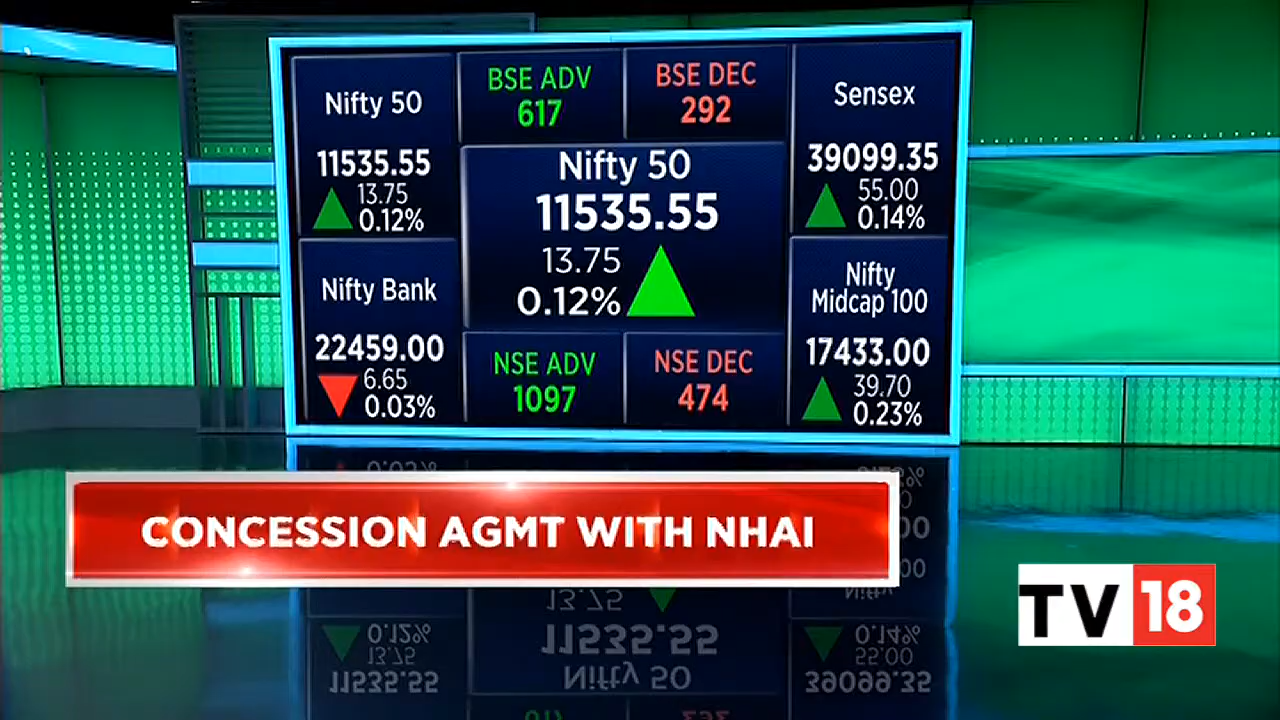 Nifty 50
11535.55
13.75
0.12%
BSE ADV
617
BSE DEC
292
Sensex
39099.35
55.00
0.14%
Nifty 50
11535.55
13.75
0.12%
Nifty Bank
22459.00
6.65
0.03%
NSE ADV
1097
NSE DEC
474
Nifty
Midcap 100
17433.00
39.70
0.23%
CONCESSION AGMT WITH NHAI
TV18